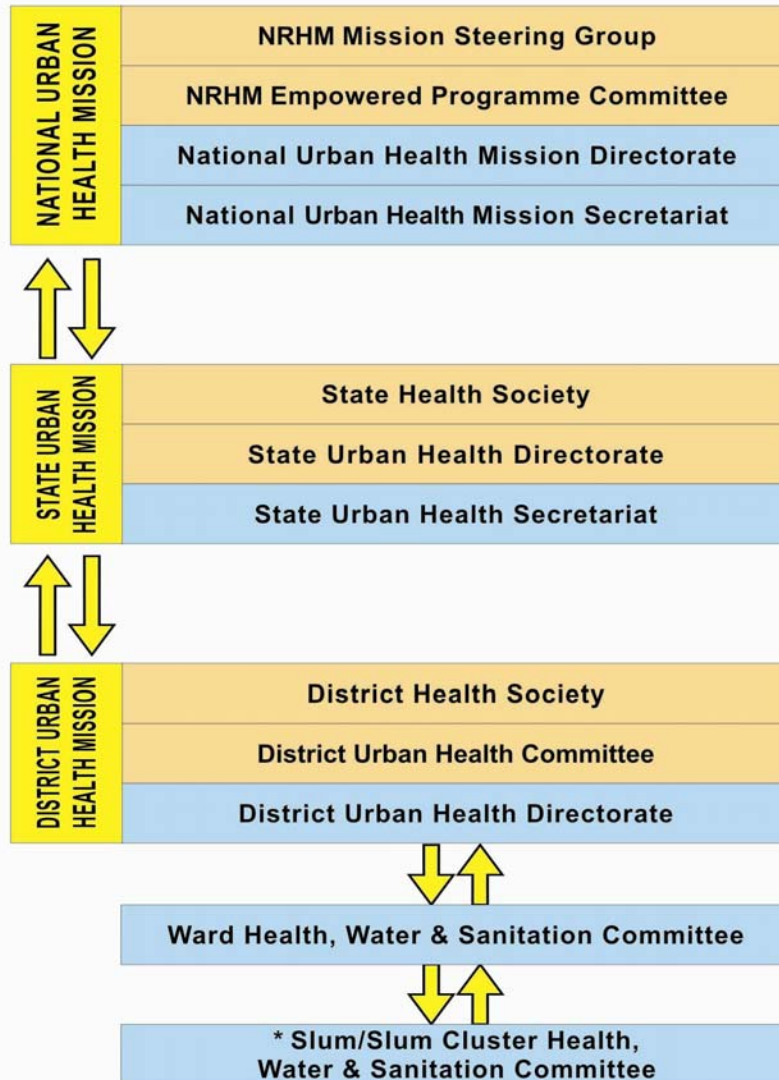 NATIONAL URBAN
HEALTH MISSION
NRHM Mission Steering Group
NRHM Empowered Programme Committee
National Urban Health Mission Directorate
National Urban Health Mission Secretariat
STATE URBAN
HEALTH MISSION
State Health Society
State Urban Health Directorate
State Urban Health Secretariat
DISTRICT URBAN
HEALTH MISSION
District Health Society
District Urban Health Committee
District Urban Health Directorate
Ward Health, Water & Sanitation Committee
* Slum/Slum Cluster Health,
Water & Sanitation Committee